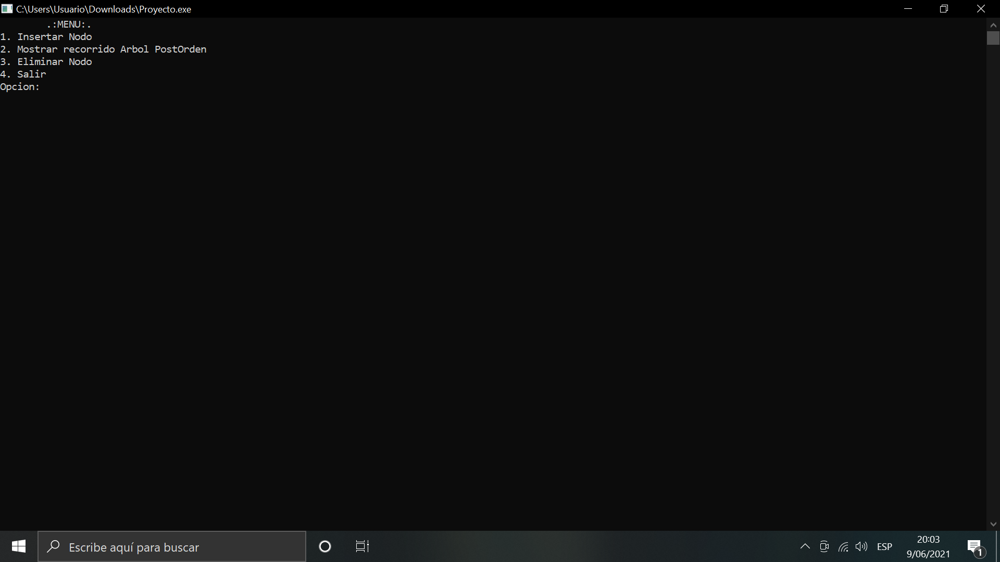 C:\Users\Usuario\Downloads\Proyecto.exe
.:MENU:.
1. Insertar Nodo
2. Mostrar recorrido Arbol PostOrden
3. Eliminar Nodo
4. Salir
Opcion:
Escribe aquí para buscar
ESP
20:03
9/06/2021
1